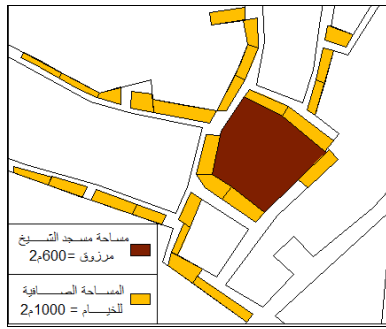 مساحة مسجد الشيخ
مرزوق =600م2
المساحة الصافية
للخيام = 1000م2